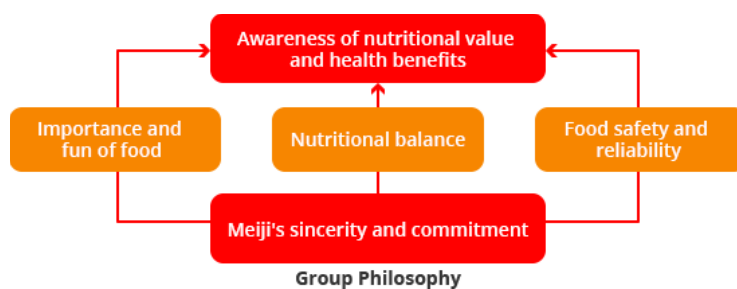 Awareness of nutritional value
and health benefits
Importance and
fun of food
Nutritional balance
Food safety and
reliability
Meiji's sincerity and commitment
Group Philosophy